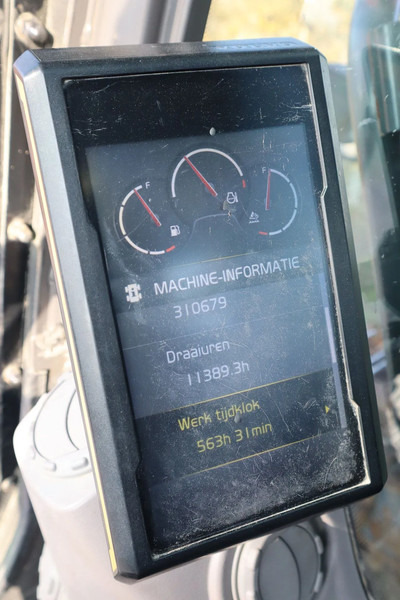 F
F
MACHINE-INFORMATIE
310679
Draaiuren
11389.3h
Werk tijdklok
563h 31min